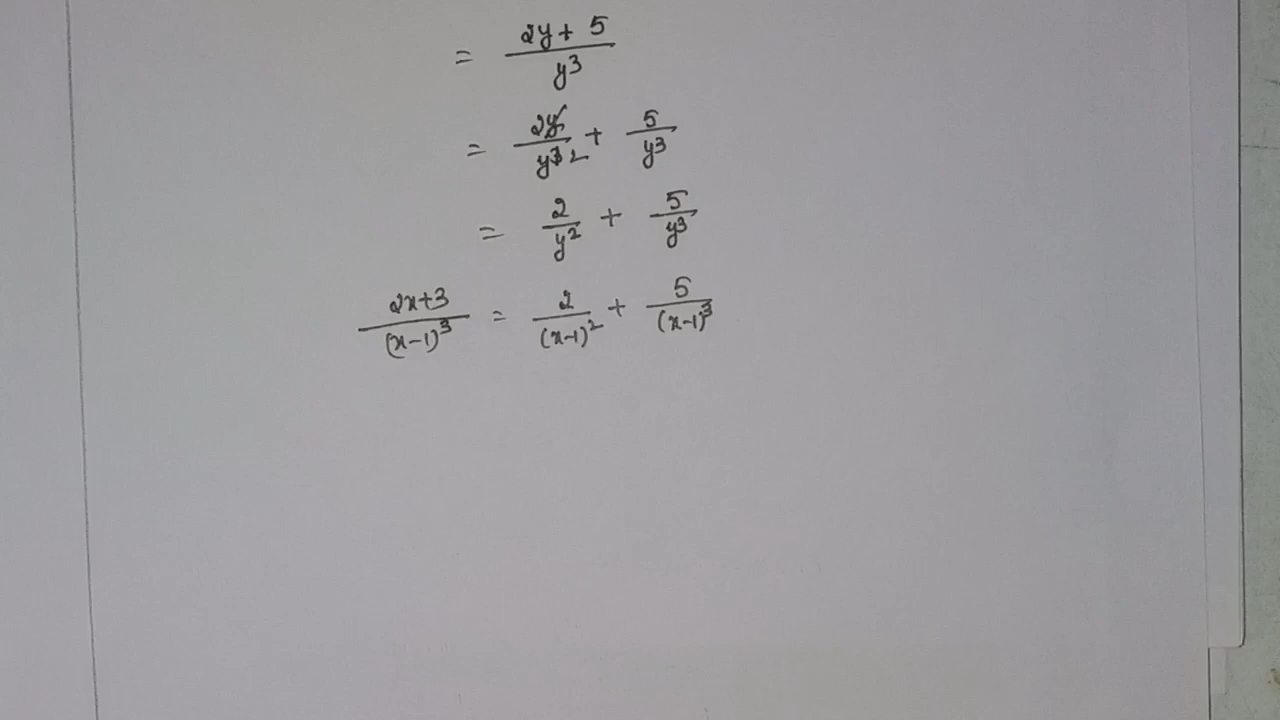 = (2y + 5)/y³
= 2y/y³ ² + 5/y³
= 2/y² + 5/y³
(2x+3)/(x-1)³ = 2/(x-1)² + 5/(x-1)³